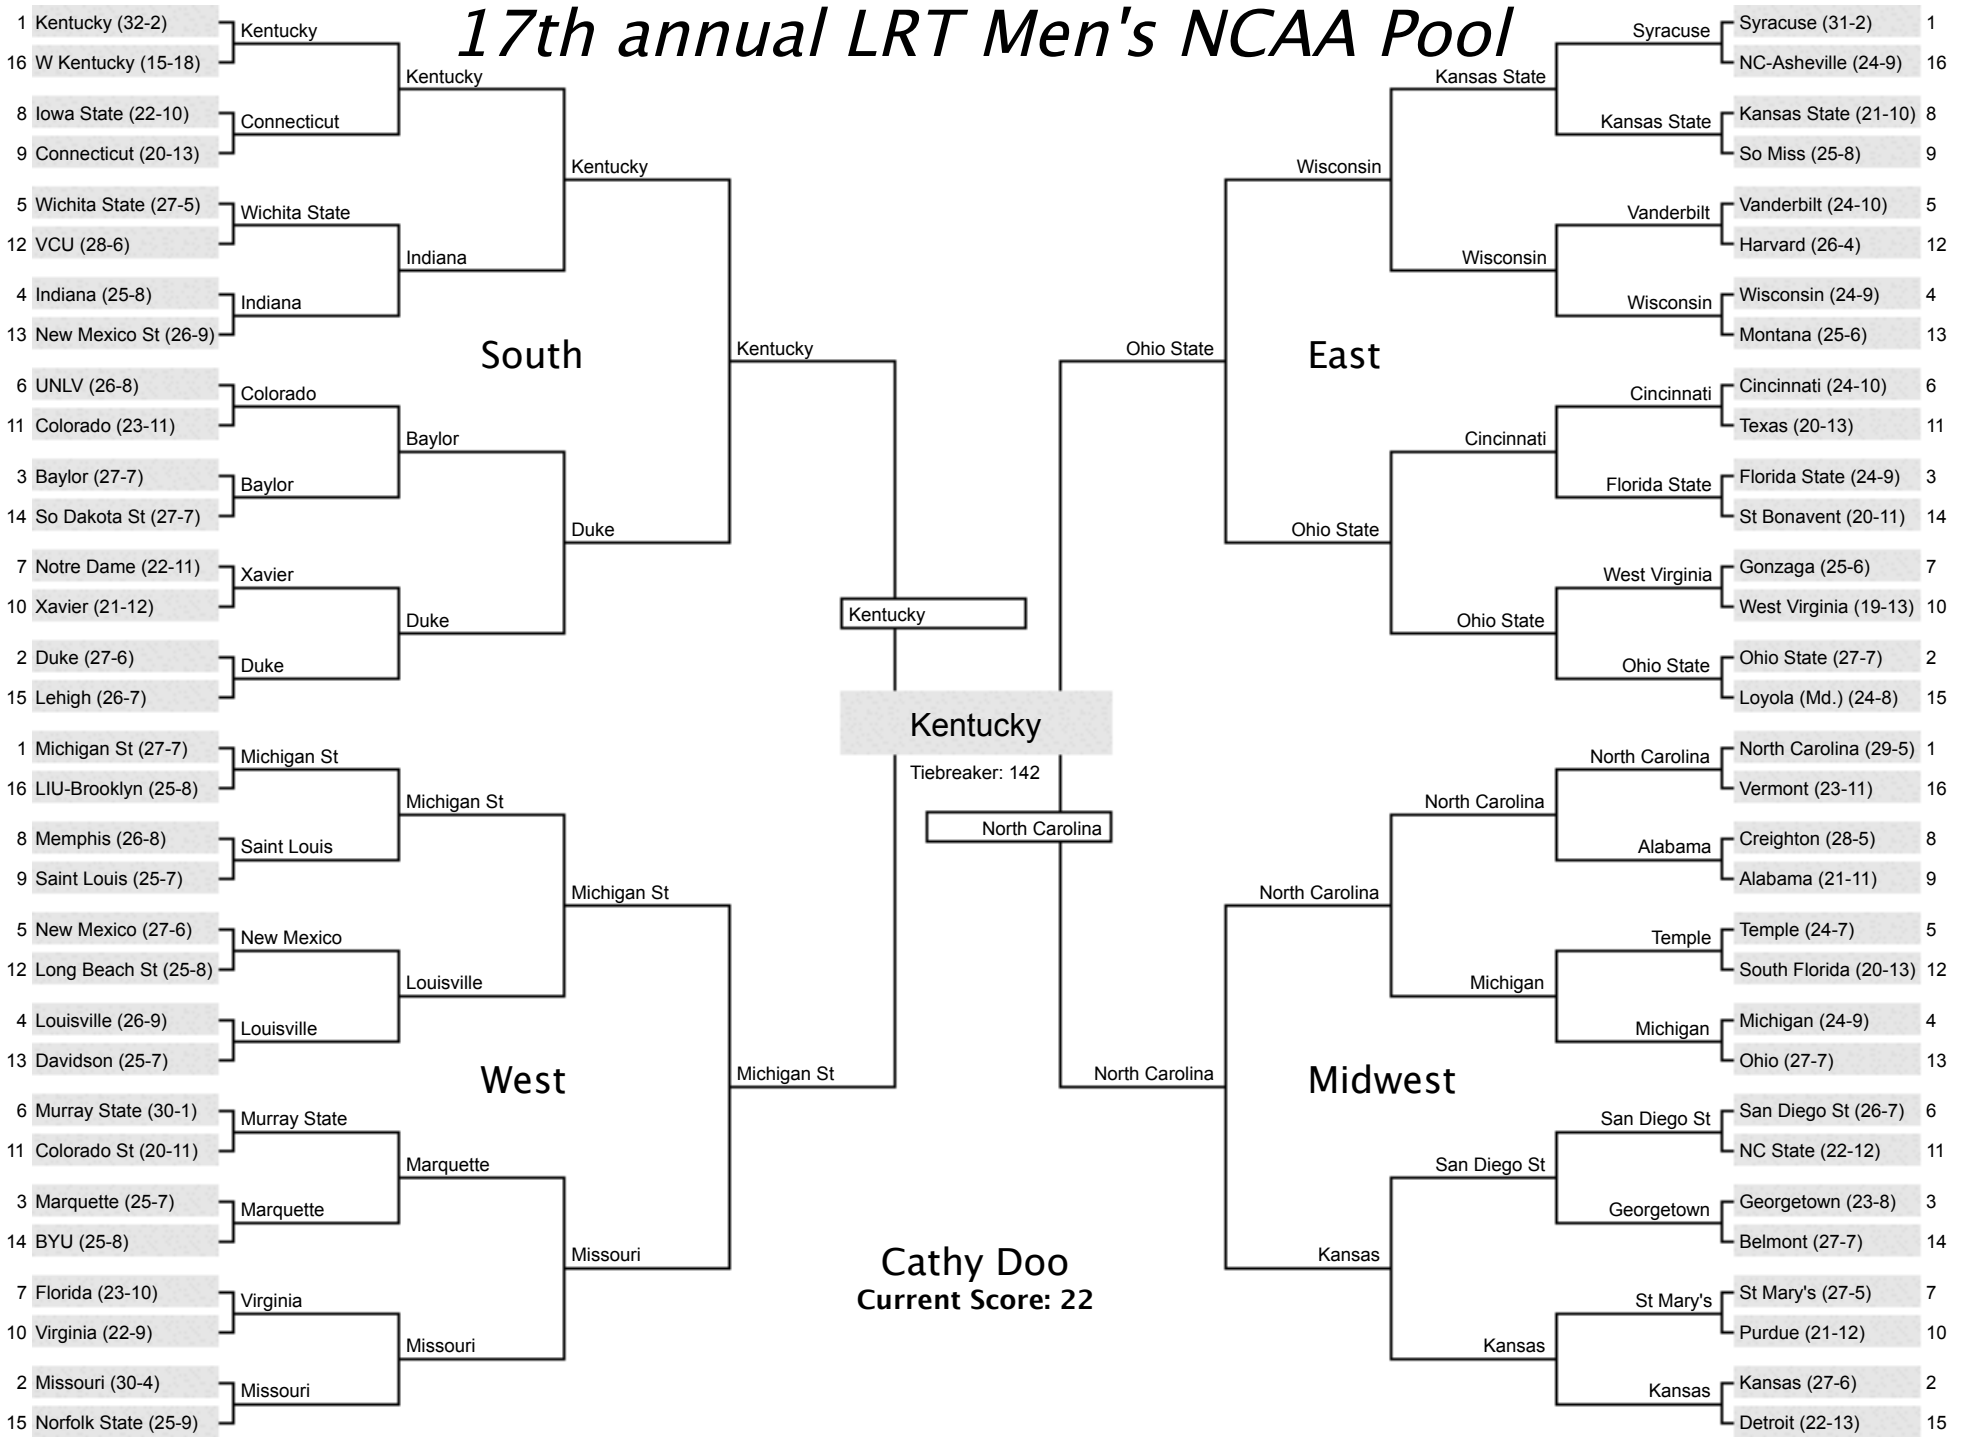 17th annual LRT Men's NCAA Pool
1 Kentucky (32-2)
16 W Kentucky (15-18)
8 Iowa State (22-10)
9 Connecticut (20-13)
5 Wichita State (27-5)
12 VCU (28-6)
4 Indiana (25-8)
13 New Mexico St (26-9)
6 UNLV (26-8)
11 Colorado (23-11)
3 Baylor (27-7)
14 So Dakota St (27-7)
7 Notre Dame (22-11)
10 Xavier (21-12)
2 Duke (27-6)
15 Lehigh (26-7)
Kentucky
Connecticut
Wichita State
Indiana
Colorado
Baylor
Xavier
Duke
Kentucky
Indiana
Baylor
Duke
Kentucky
Duke
Kentucky
South
1 Michigan St (27-7)
16 LIU-Brooklyn (25-8)
8 Memphis (26-8)
9 Saint Louis (25-7)
5 New Mexico (27-6)
12 Long Beach St (25-8)
4 Louisville (26-9)
13 Davidson (25-7)
6 Murray State (30-1)
11 Colorado St (20-11)
3 Marquette (25-7)
14 BYU (25-8)
7 Florida (23-10)
10 Virginia (22-9)
2 Missouri (30-4)
15 Norfolk State (25-9)
Michigan St
Saint Louis
New Mexico
Louisville
Murray State
Marquette
Virginia
Missouri
Michigan St
Louisville
Marquette
Missouri
Michigan St
Missouri
Michigan St
West
Kentucky
Kentucky
Tiebreaker: 142
North Carolina
Cathy Doo
Current Score: 22
Syracuse (31-2) 1
NC-Asheville (24-9) 16
Kansas State (21-10) 8
So Miss (25-8) 9
Vanderbilt (24-10) 5
Harvard (26-4) 12
Wisconsin (24-9) 4
Montana (25-6) 13
Cincinnati (24-10) 6
Texas (20-13) 11
Florida State (24-9) 3
St Bonavent (20-11) 14
Gonzaga (25-6) 7
West Virginia (19-13) 10
Ohio State (27-7) 2
Loyola (Md.) (24-8) 15
Syracuse
Kansas State
Vanderbilt
Wisconsin
Cincinnati
Florida State
West Virginia
Ohio State
Kansas State
Wisconsin
Cincinnati
Ohio State
Wisconsin
Ohio State
Ohio State
East
North Carolina (29-5) 1
Vermont (23-11) 16
Creighton (28-5) 8
Alabama (21-11) 9
Temple (24-7) 5
South Florida (20-13) 12
Michigan (24-9) 4
Ohio (27-7) 13
San Diego St (26-7) 6
NC State (22-12) 11
Georgetown (23-8) 3
Belmont (27-7) 14
St Mary's (27-5) 7
Purdue (21-12) 10
Kansas (27-6) 2
Detroit (22-13) 15
North Carolina
Alabama
Temple
Michigan
San Diego St
Georgetown
St Mary's
Kansas
North Carolina
Michigan
San Diego St
Kansas
North Carolina
Kansas
North Carolina
Midwest